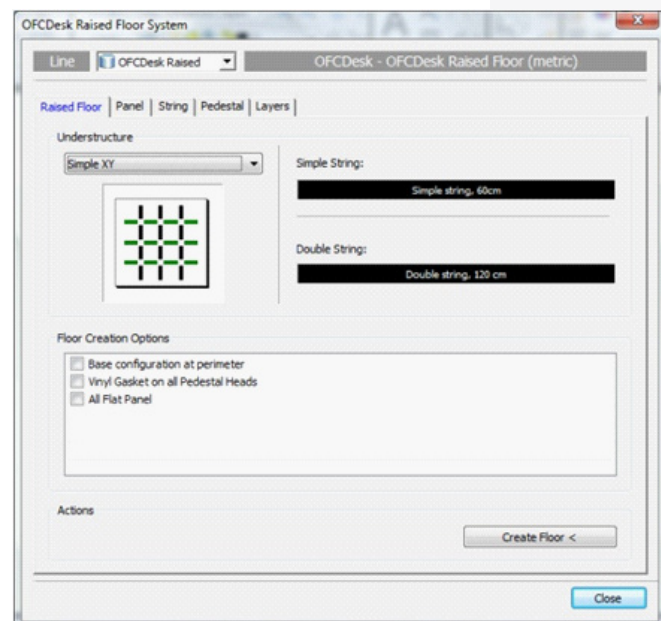 OFCDesk Raised Floor System
Line OFCDesk Raised OFCDesk - OFCDesk Raised Floor (metric)
Raised Floor Panel String Pedestal Layers
Understructure
Simple XY
Simple String:
Simple string, 60cm
Double String:
Double string, 120 cm
Floor Creation Options
Base configuration at perimeter
Vinyl Gasket on all Pedestal Heads
All Flat Panel
Actions
Create Floor <
Close